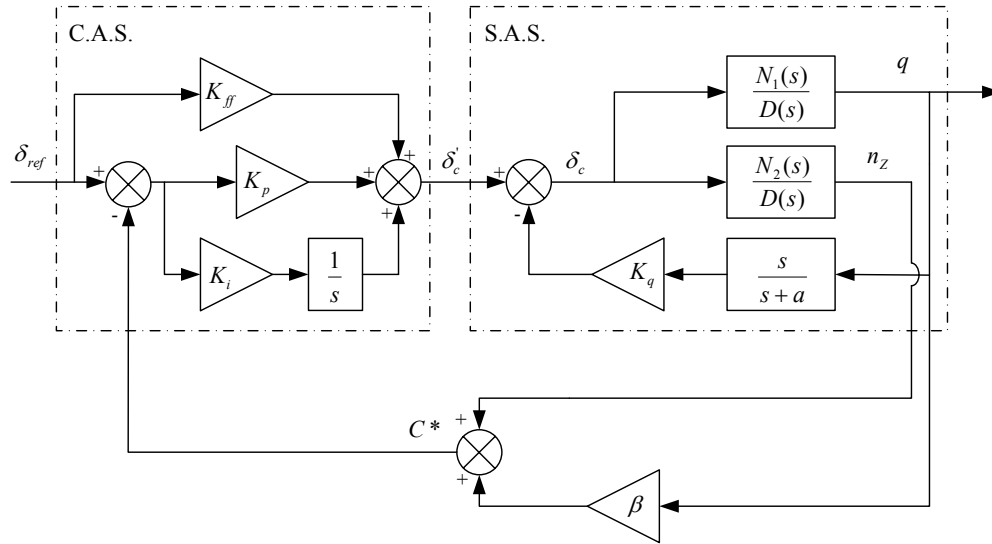 C.A.S.
S.A.S.
K_ff
N_1(s)
D(s)
q
δ_ref
+
-
K_p
+
+
+
δ_c'
+
-
δ_c
N_2(s)
D(s)
n_Z
K_i
1
s
K_q
s
s + a
C *
+
+
β